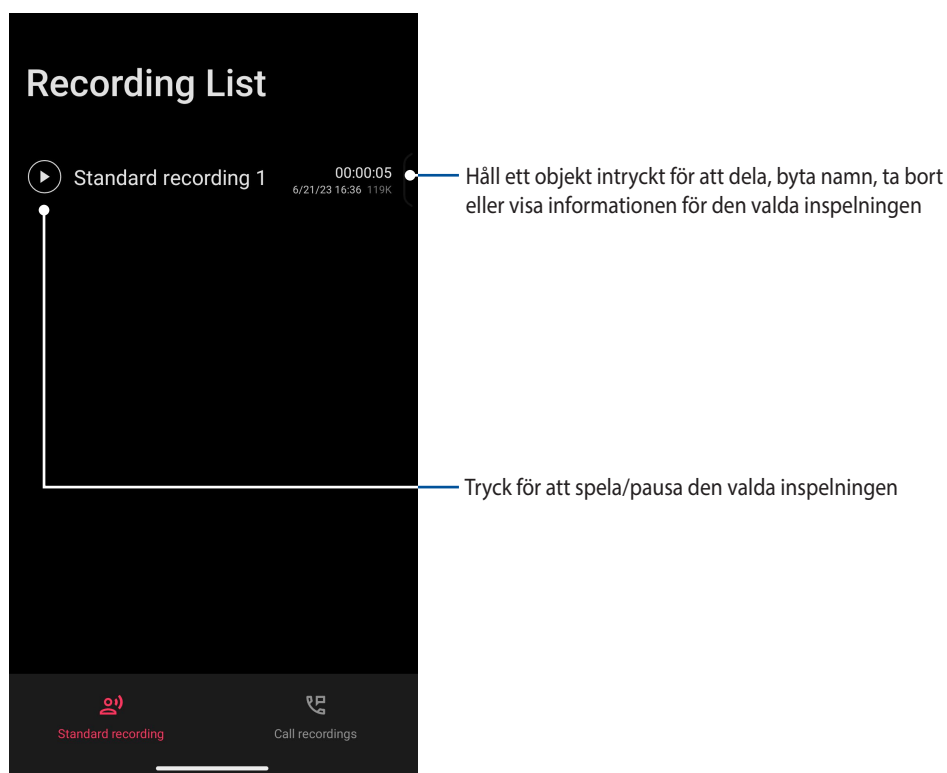 Recording List
Standard recording 1
00:00:05
6/21/23 16:36 119K
Håll ett objekt intryckt för att dela, byta namn, ta bort
eller visa informationen för den valda inspelningen
Tryck för att spela/pausa den valda inspelningen
Standard recording
Call recordings